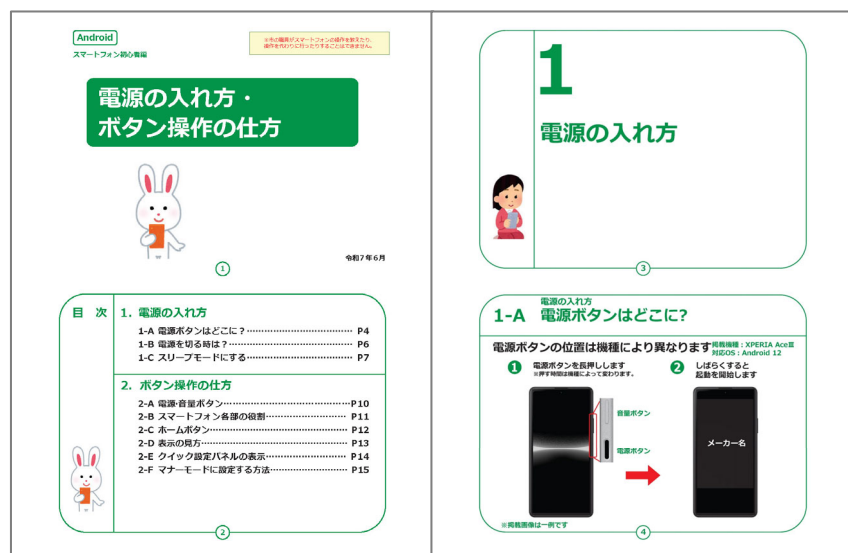 Android
スマートフォン初心者編
※市の職員がスマートフォンの操作を教えたり、
操作を代わりに行ったりすることはできません。
電源の入れ方・
ボタン操作の仕方
令和7年6月
1
目 次
1. 電源の入れ方
1-A 電源ボタンはどこに？‥‥‥‥‥‥‥‥‥‥ P4
1-B 電源を切る時は？‥‥‥‥‥‥‥‥‥‥‥ P6
1-C スリープモードにする‥‥‥‥‥‥‥‥‥‥ P7
2. ボタン操作の仕方
2-A 電源·音量ボタン‥‥‥‥‥‥‥‥‥‥‥‥P10
2-B スマートフォン各部の役割‥‥‥‥‥‥‥‥ P11
2-C ホームボタン‥‥‥‥‥‥‥‥‥‥‥‥‥ P12
2-D 表示の見方‥‥‥‥‥‥‥‥‥‥‥‥‥‥ P13
2-E クイック設定パネルの表示‥‥‥‥‥‥‥‥ P14
2-F マナーモードに設定する方法‥‥‥‥‥‥‥ P15
2
1
電源の入れ方
3
電源の入れ方
1-A 電源ボタンはどこに?
電源ボタンの位置は機種により異なります
掲載機種：XPERIA AceⅢ
対応OS：Android 12
1 電源ボタンを長押しします
※押す時間は機種によって変わります。
2 しばらくすると
起動を開始します
音量ボタン
電源ボタン
メーカー名
※掲載画像は一例です
4